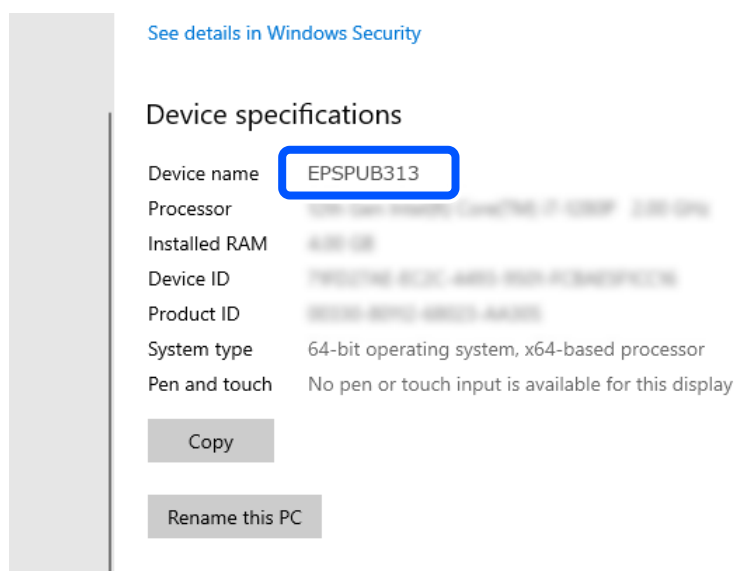 See details in Windows Security
Device specifications
Device name EPSPUB313
Processor
Installed RAM
Device ID
Product ID
System type 64-bit operating system, x64-based processor
Pen and touch No pen or touch input is available for this display
Copy
Rename this PC